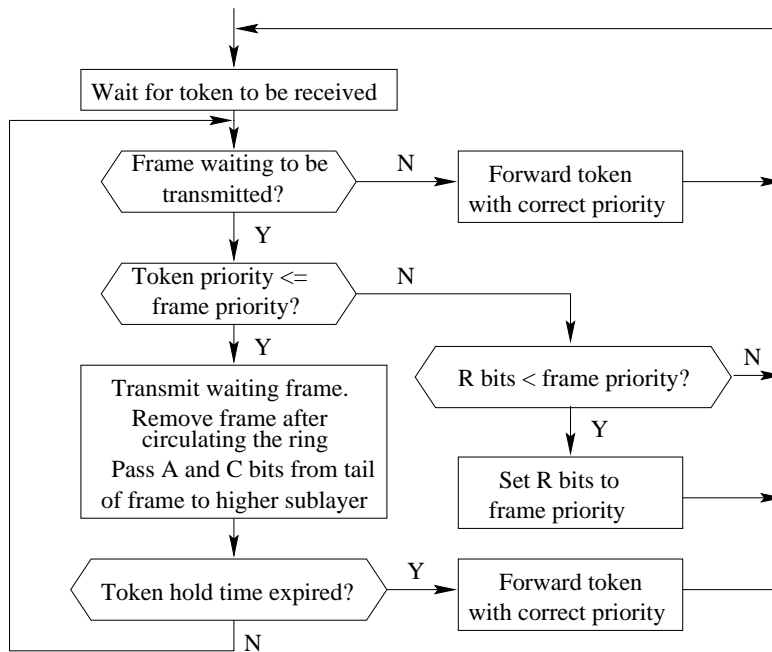 Wait for token to be received
Frame waiting to be
transmitted?
N
Forward token
with correct priority
Y
Token priority <=
frame priority?
N
Y
R bits < frame priority?
N
Transmit waiting frame.
Remove frame after
circulating the ring
Pass A and C bits from tail
of frame to higher sublayer
Y
Set R bits to
frame priority
Token hold time expired?
Y
Forward token
with correct priority
N